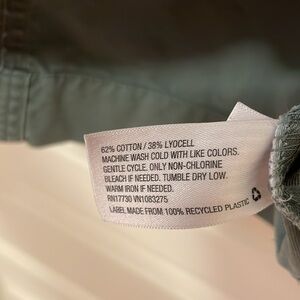 62% COTTON / 38% LYOCELL
MACHINE WASH COLD WITH LIKE COLORS.
GENTLE CYCLE. ONLY NON-CHLORINE
BLEACH IF NEEDED. TUMBLE DRY LOW.
WARM IRON IF NEEDED.
RN17730 VN1083275
LABEL MADE FROM 100% RECYCLED PLASTIC